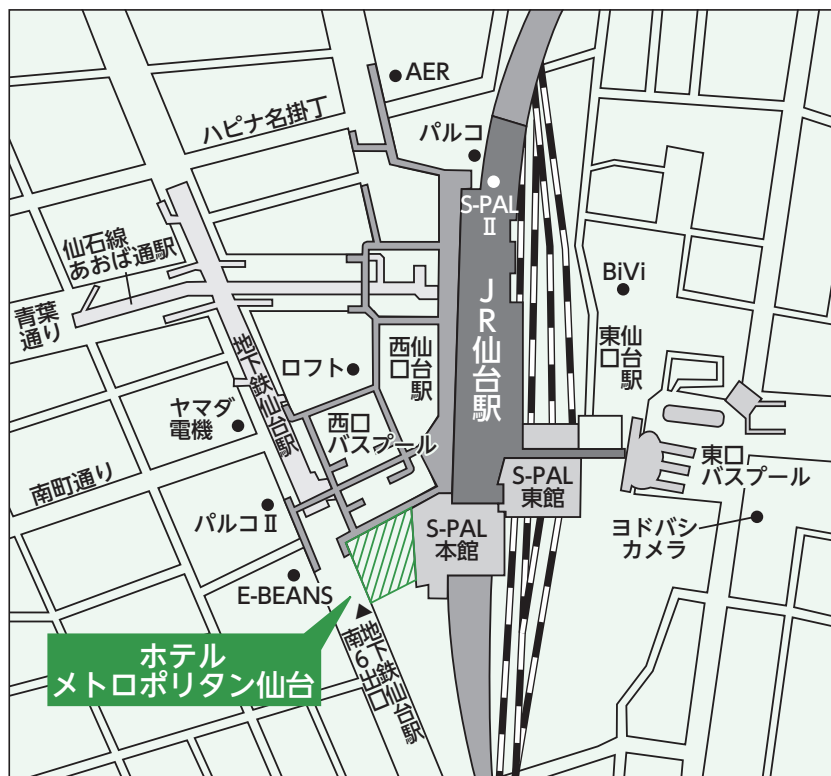 AER
ハピナ名掛丁
パルコ
S-PAL
II
仙石線
あおば通駅
BiVi
青葉
通り
JR仙台駅
仙台駅
西口
仙台駅
東口
地下鉄仙台駅
ロフト
ヤマダ
電機
西口
バスプール
南町通り
東口
バスプール
S-PAL
東館
パルコII
S-PAL
本館
ヨドバシ
カメラ
E-BEANS
ホテル
メトロポリタン仙台
地下鉄仙台駅
南6出口